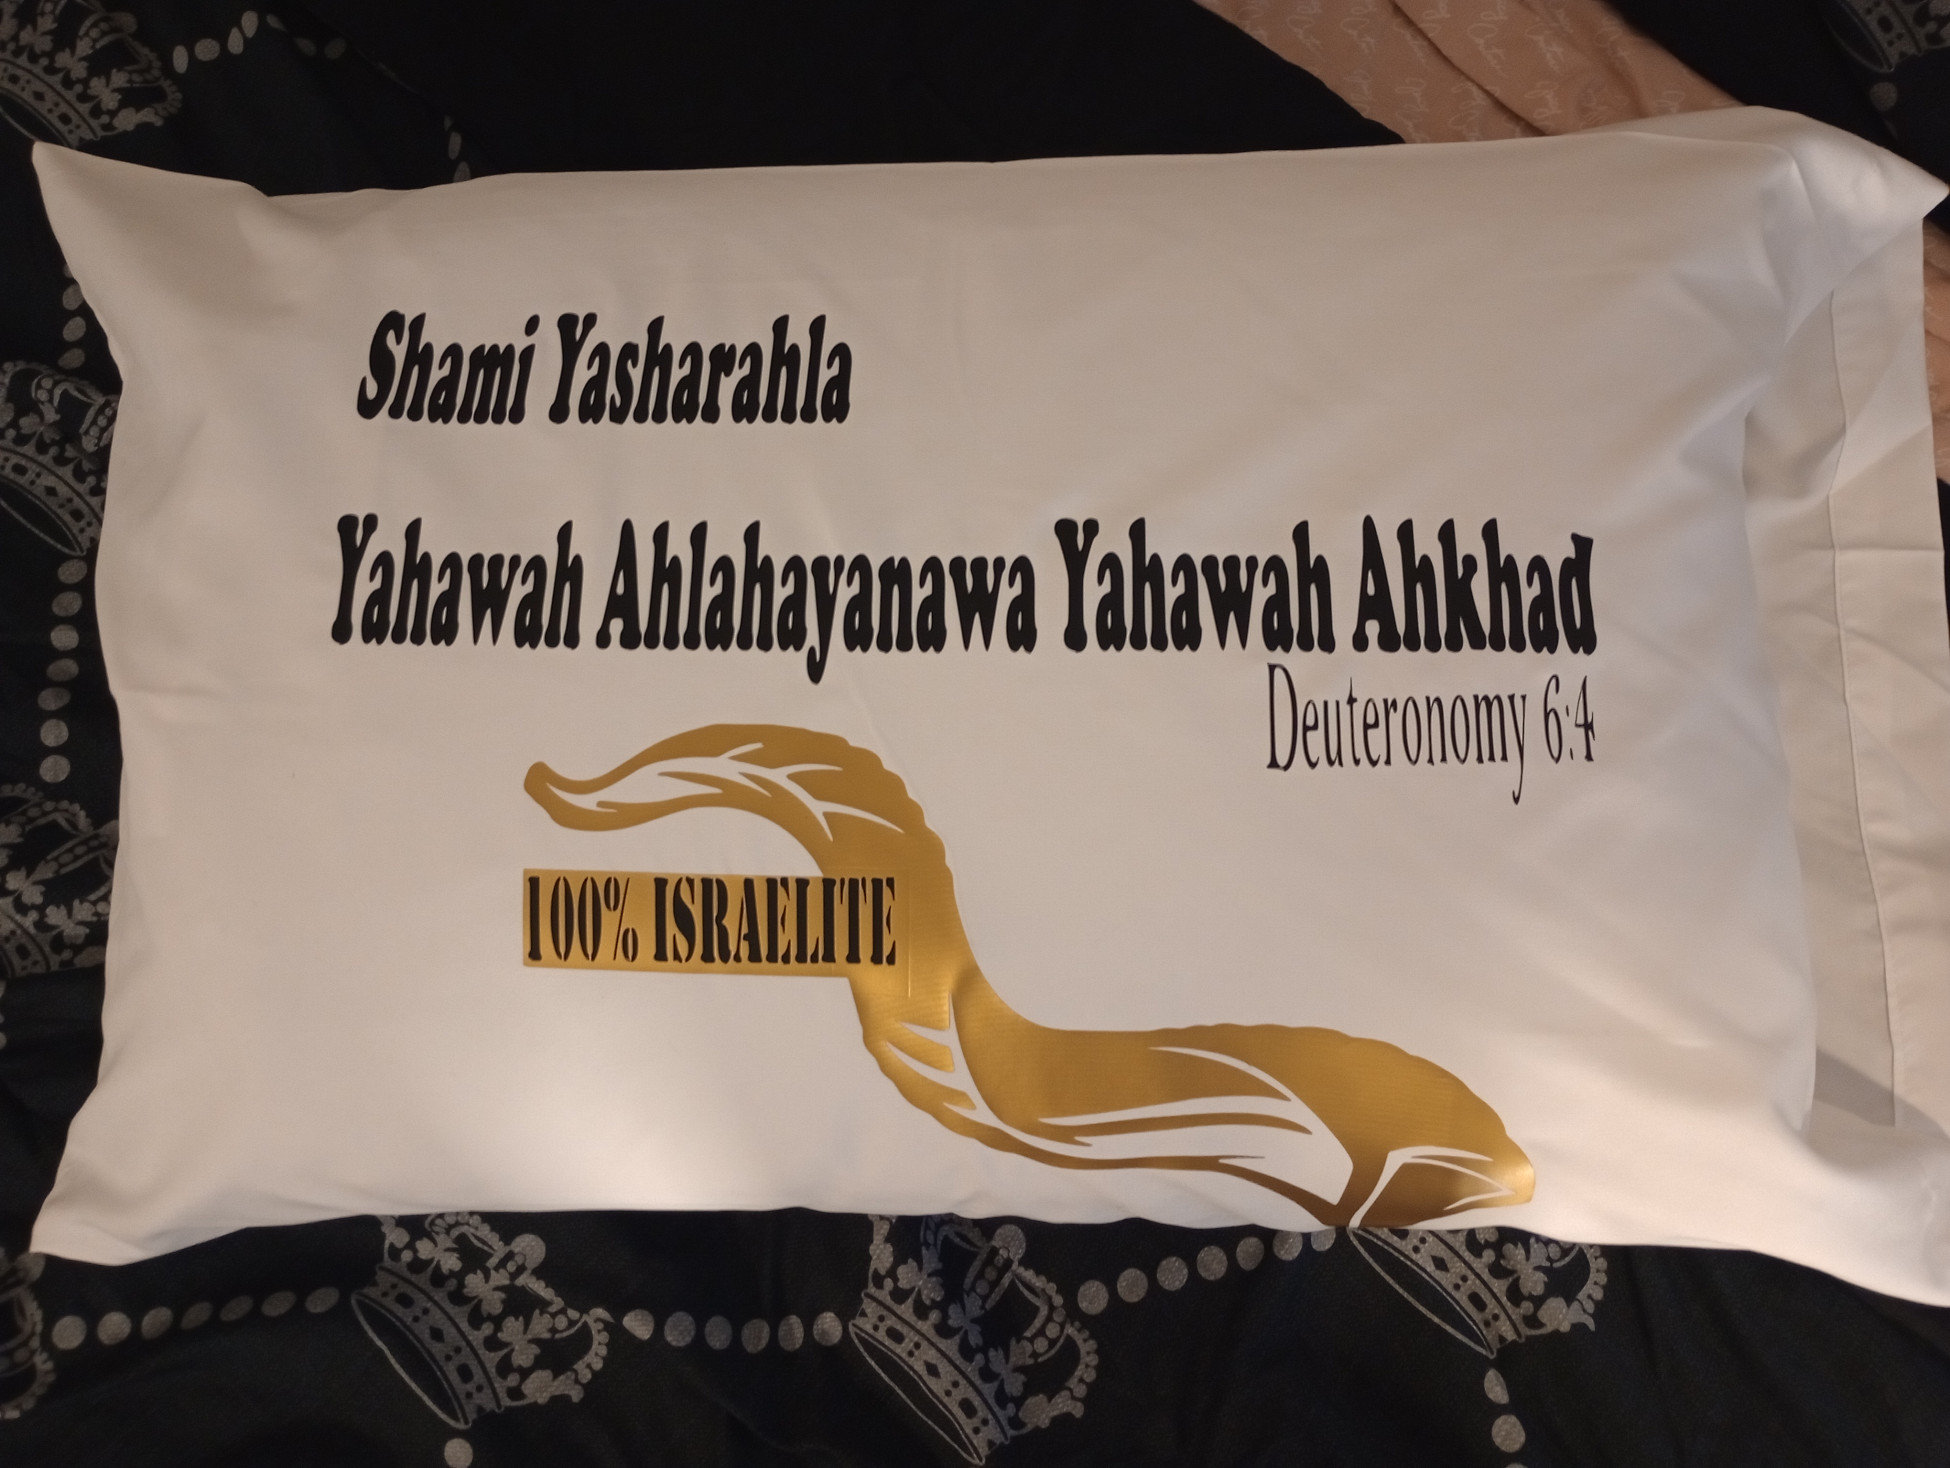 Shami Yasharahla
Yahawah Ahlahayanawa Yahawah Ahkhad
Deuteronomy 6:4
100% ISRAELITE